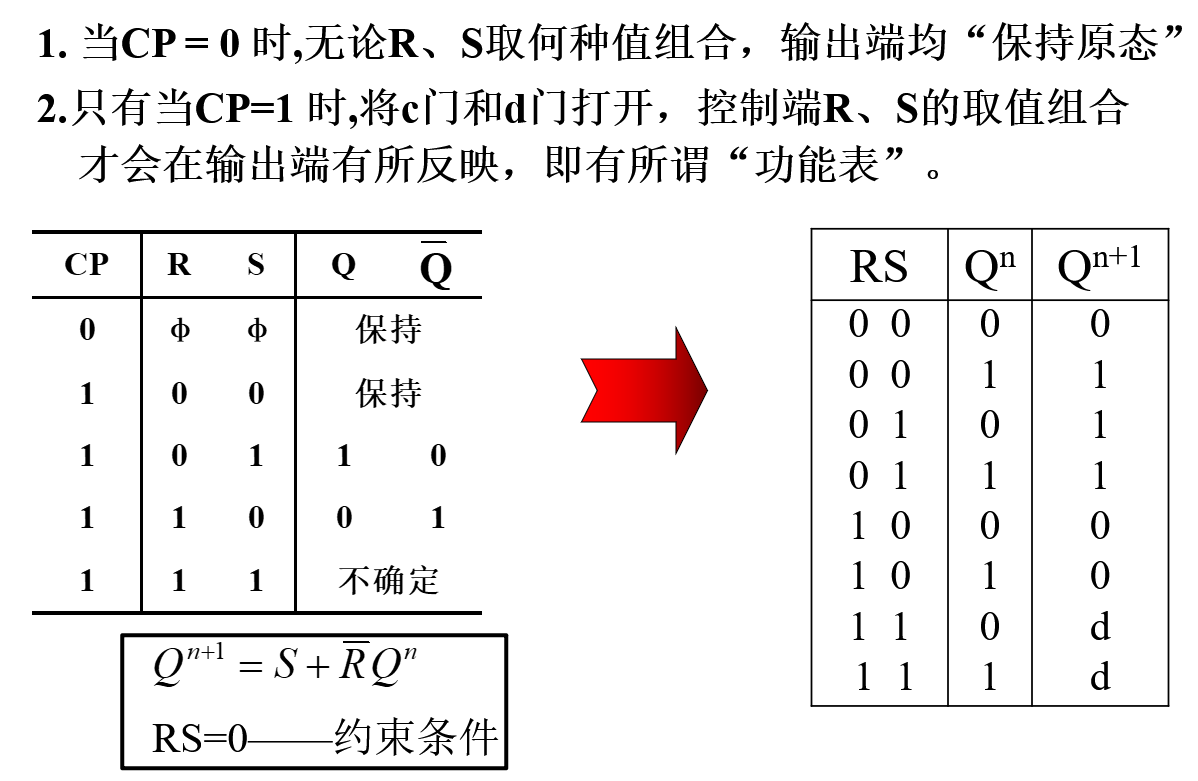 1. 当CP = 0 时,无论R、S取何种值组合，输出端均“保持原态”
2.只有当CP=1 时,将c门和d门打开，控制端R、S的取值组合
才会在输出端有所反映，即有所谓“功能表”。
CP R S Q Q̅
0 ф ф 保持
1 0 0 保持
1 0 1 1 0
1 1 0 0 1
1 1 1 不确定
Qⁿ⁺¹ = S + R̅Qⁿ
RS=0——约束条件
RS Qⁿ Qⁿ⁺¹
0 0 0 0
0 0 1 1
0 1 0 1
0 1 1 1
1 0 0 0
1 0 1 0
1 1 0 d
1 1 1 d